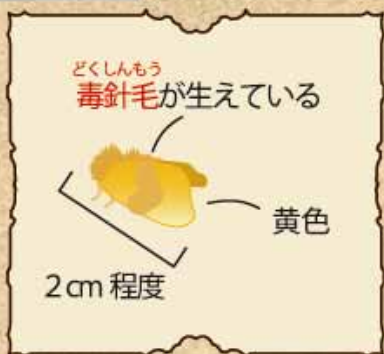 どくしんもう
毒針毛が生えている
黄色
2cm 程度